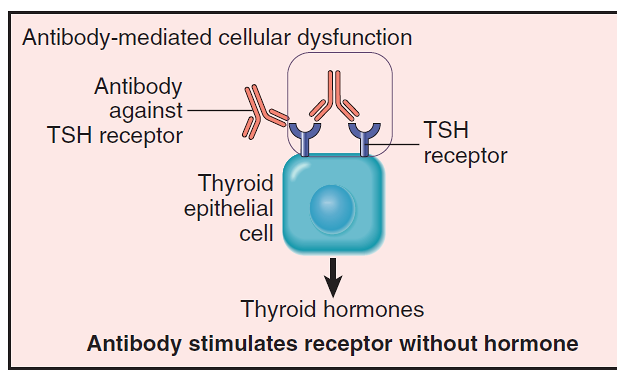 Antibody-mediated cellular dysfunction
Antibody
against
TSH receptor
TSH
receptor
Thyroid
epithelial
cell
Thyroid hormones
Antibody stimulates receptor without hormone